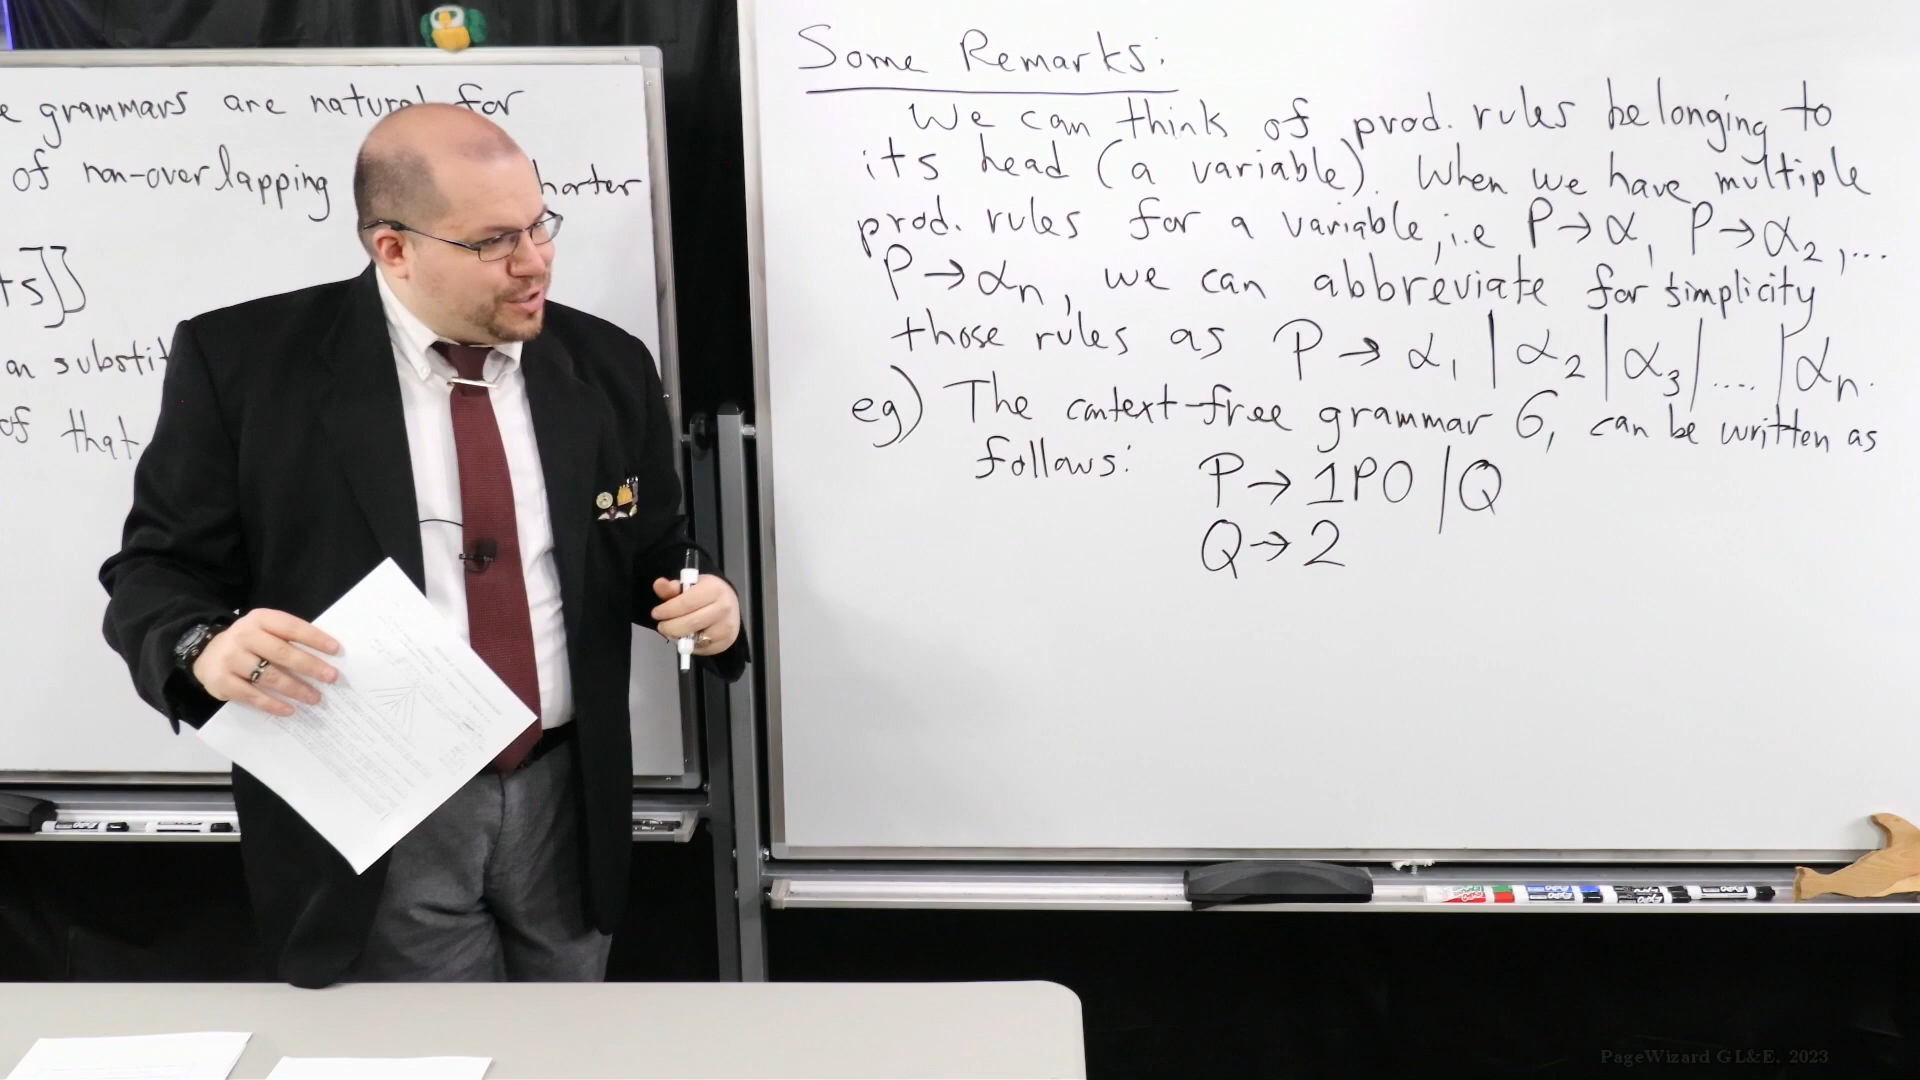 e grammars are natural for
of non-overlapping horter
ts]]
an substit
of that
Some Remarks:
We can think of prod. rules belonging to
its head (a variable). When we have multiple
prod. rules for a variable, i.e P→α₁ P→α₂,...
P→αn, we can abbreviate for simplicity
those rules as P → α₁ | α₂ | α₃ | ..... | αn.
eg) The context-free grammar G, can be written as
follows: P → 1P0 | Q
Q → 2
PageWizard GL&E, 2023